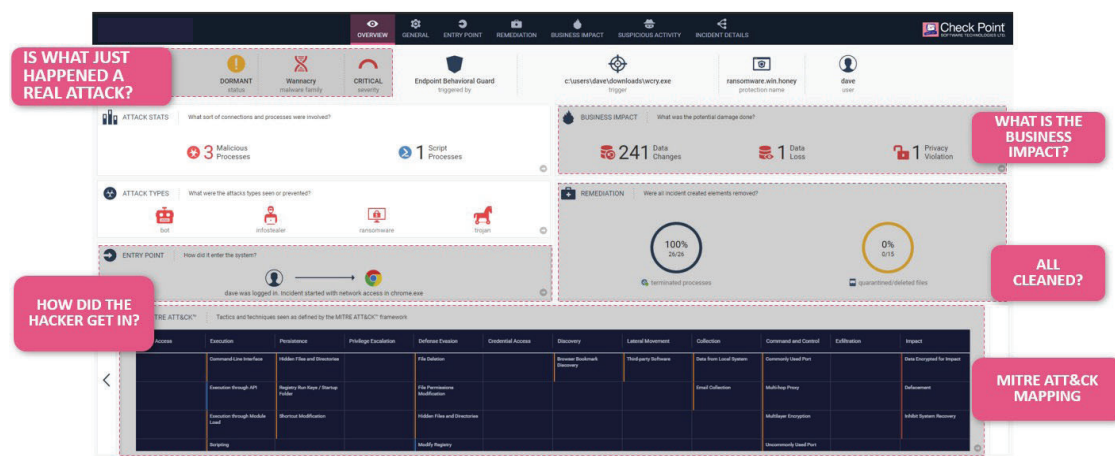 OVERVIEW
GENERAL
ENTRY POINT
REMEDIATION
BUSINESS IMPACT
SUSPICIOUS ACTIVITY
INCIDENT DETAILS
Check Point
SOFTWARE TECHNOLOGIES LTD.
IS WHAT JUST
HAPPENED A
REAL ATTACK?
DORMANT
status
Wannacry
malware family
CRITICAL
severity
Endpoint Behavioral Guard
triggered by
c:\users\dave\downloads\wcry.exe
trigger
ransomware.win.honey
protection name
dave
user
ATTACK STATS
What sort of connections and processes were involved?
3 Malicious
Processes
1 Script
Processes
BUSINESS IMPACT
What was the potential damage done?
241 Data
Changes
1 Data
Loss
1 Privacy
Violation
WHAT IS THE
BUSINESS
IMPACT?
ATTACK TYPES
What were the attacks types seen or prevented?
bot
infostealer
ransomware
trojan
REMEDIATION
Were all incident created elements removed?
100%
26/26
terminated processes
0%
0/15
quarantined/deleted files
ALL
CLEANED?
ENTRY POINT
How did it enter the system?
dave was logged in. Incident started with network access in chrome.exe
HOW DID THE
HACKER GET IN?
ITRE ATT&CK™
Tactics and techniques seen as defined by the MITRE ATT&CK™ framework
Access
Execution
Persistence
Privilege Escalation
Defense Evasion
Credential Access
Discovery
Lateral Movement
Collection
Command and Control
Exfiltration
Impact
Command-Line Interface
Hidden Files and Directories
File Deletion
Browser Bookmark
Discovery
Third-party Software
Data from Local System
Commonly Used Port
Data Encrypted for Impact
Execution through API
Registry Run Keys / Startup
Folder
File Permissions
Modification
Email Collection
Multi-hop Proxy
Defacement
Execution through Module
Load
Shortcut Modification
Hidden Files and Directories
Multilayer Encryption
Inhibit System Recovery
Scripting
Modify Registry
Uncommonly Used Port
MITRE ATT&CK
MAPPING